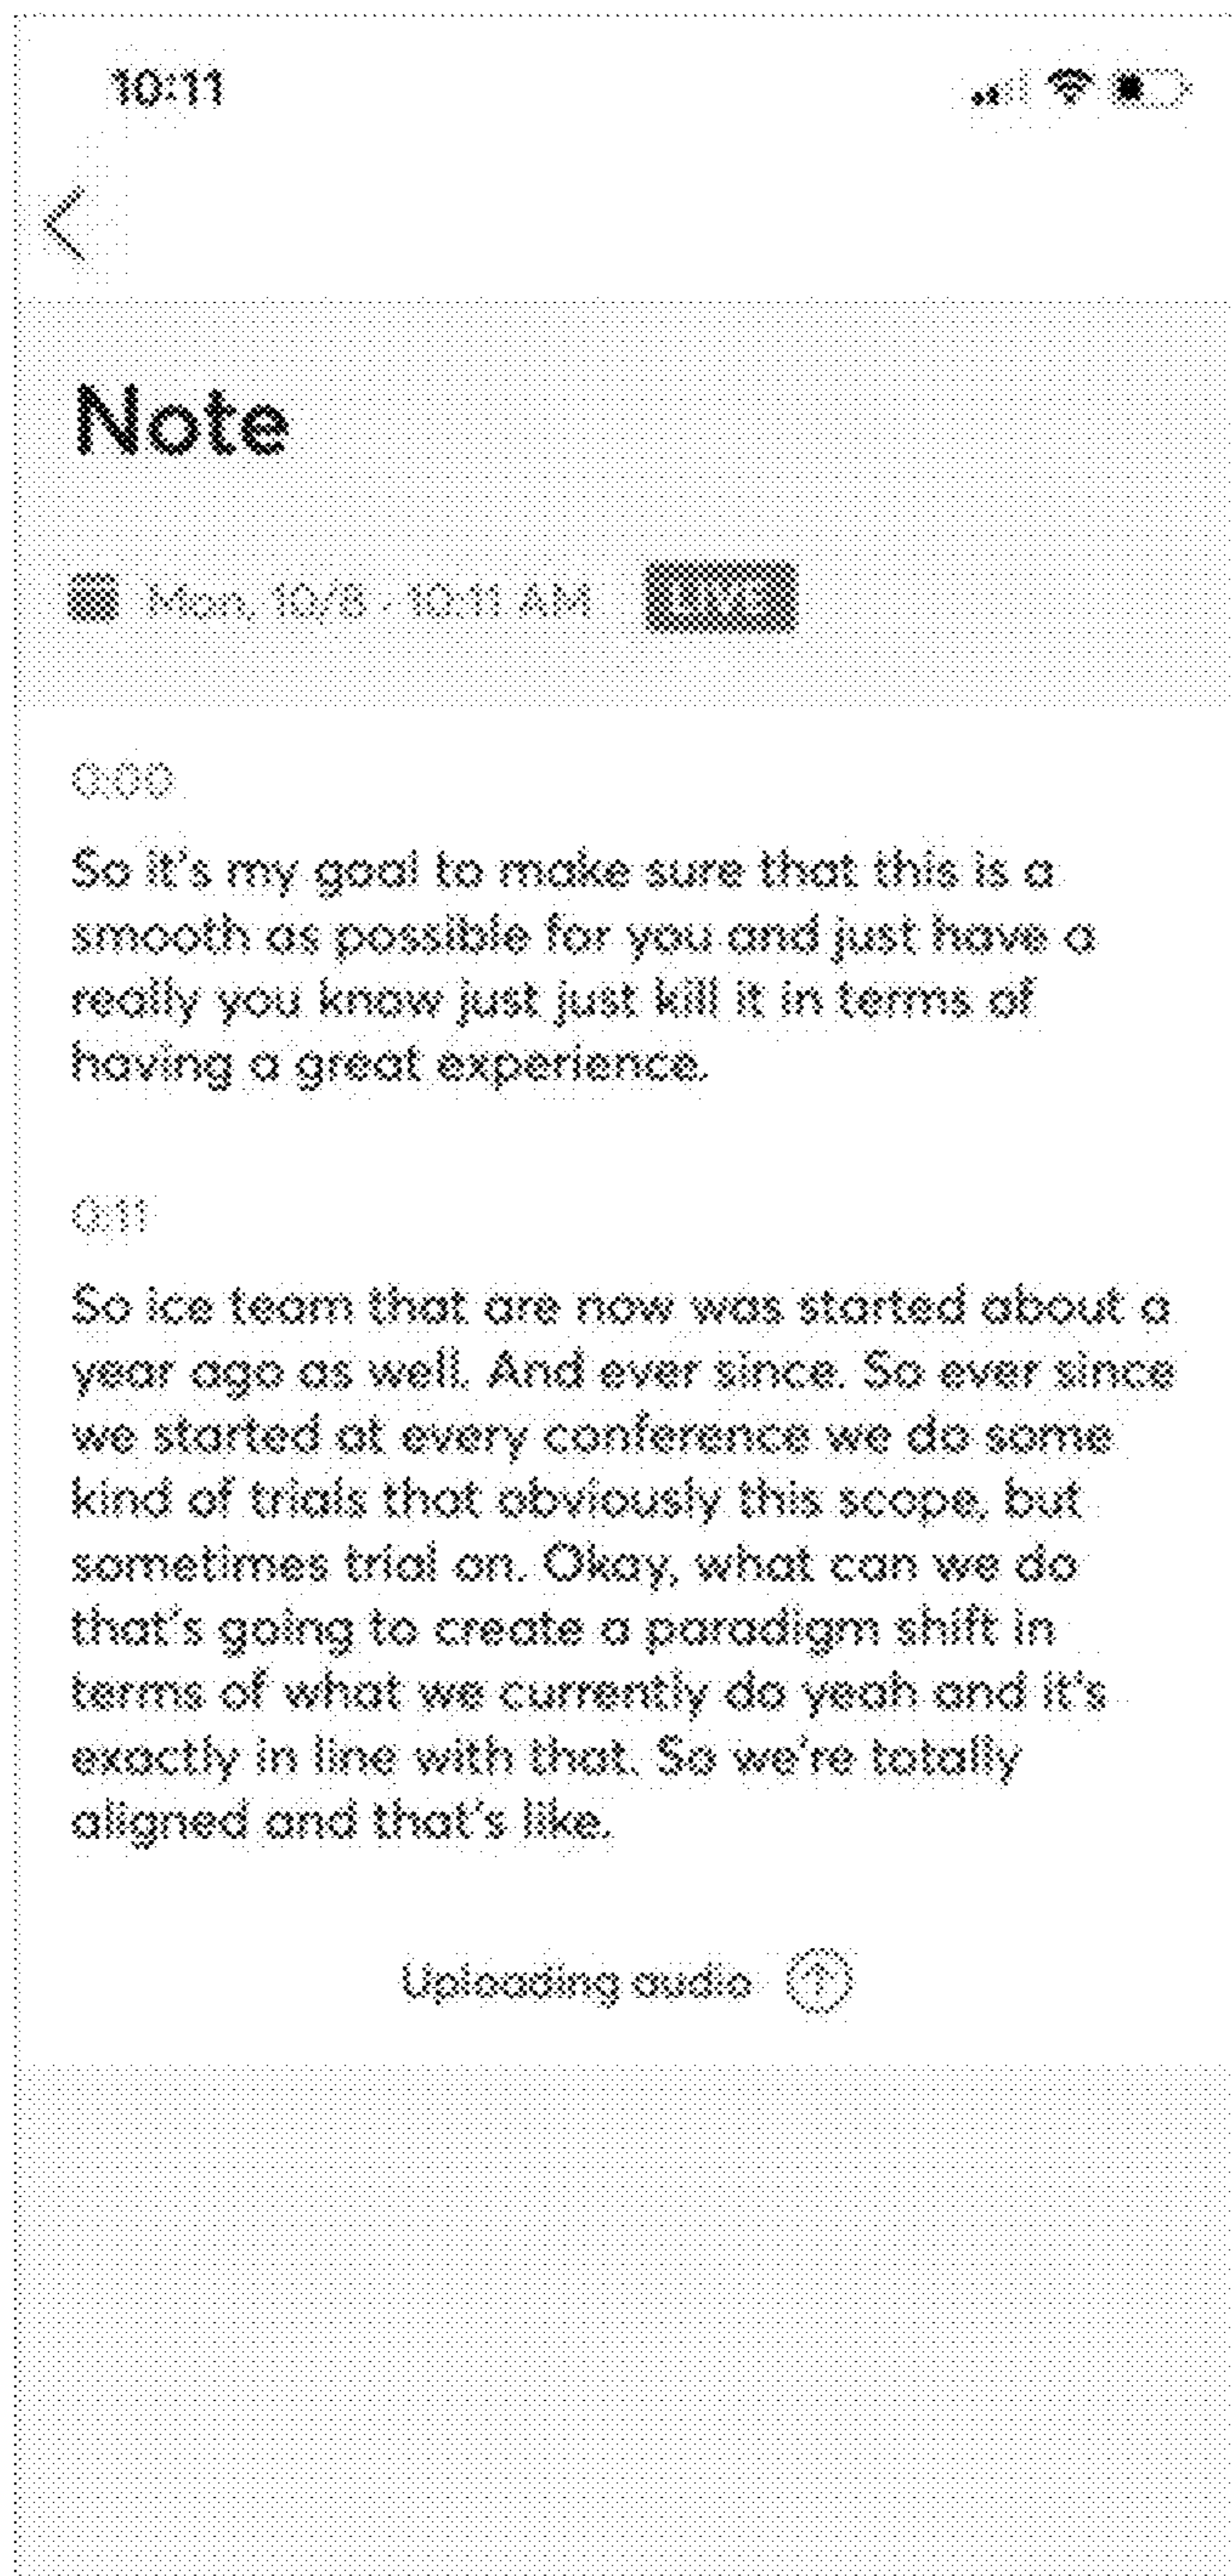 10:11
Note
Mon, 10/8 · 10:11 AM LIVE
0:00
So it's my goal to make sure that this is a
smooth as possible for you and just have a
really you know just just kill it in terms of
having a great experience.
0:11
So ice team that are now was started about a
year ago as well. And ever since. So ever since
we started at every conference we do some
kind of trials that obviously this scope, but
sometimes trial on. Okay, what can we do
that's going to create a paradigm shift in
terms of what we currently do yeah and it's
exactly in line with that. So we're totally
aligned and that's like.
Uploading audio